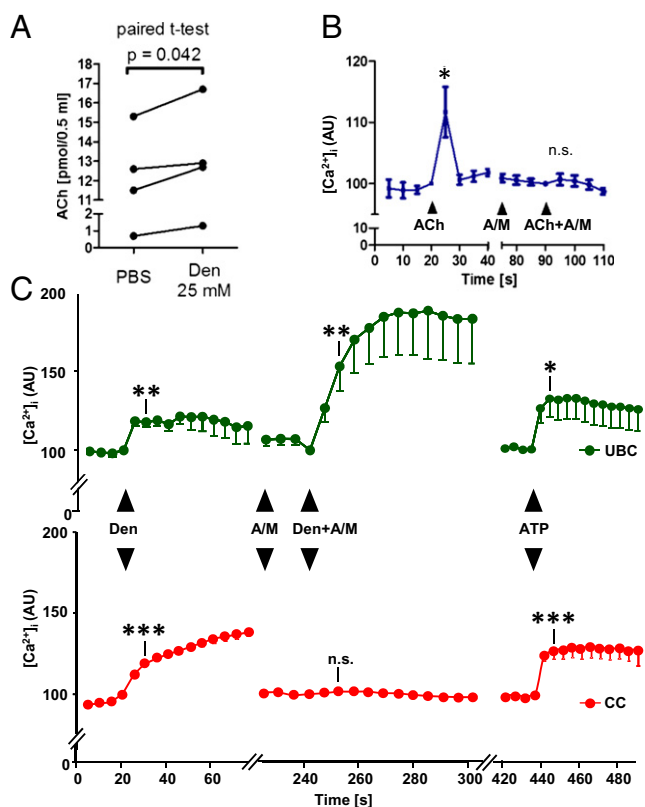 A
paired t-test
p = 0.042
ACh [pmol/0.5 ml]
18
17
16
15
14
13
12
11
2
1
0
PBS
Den
25 mM
B
[Ca2+]i (AU)
120
110
100
10
0
*
n.s.
ACh
A/M
ACh+A/M
0 10 20 30 40 80 90 100 110
Time [s]
C
[Ca2+]i (AU)
200
150
100
0
**
**
*
UBC
Den
A/M
Den+A/M
ATP
[Ca2+]i (AU)
200
150
100
0
***
n.s.
***
CC
0 20 40 60 240 260 280 300 420 440 460 480
Time [s]